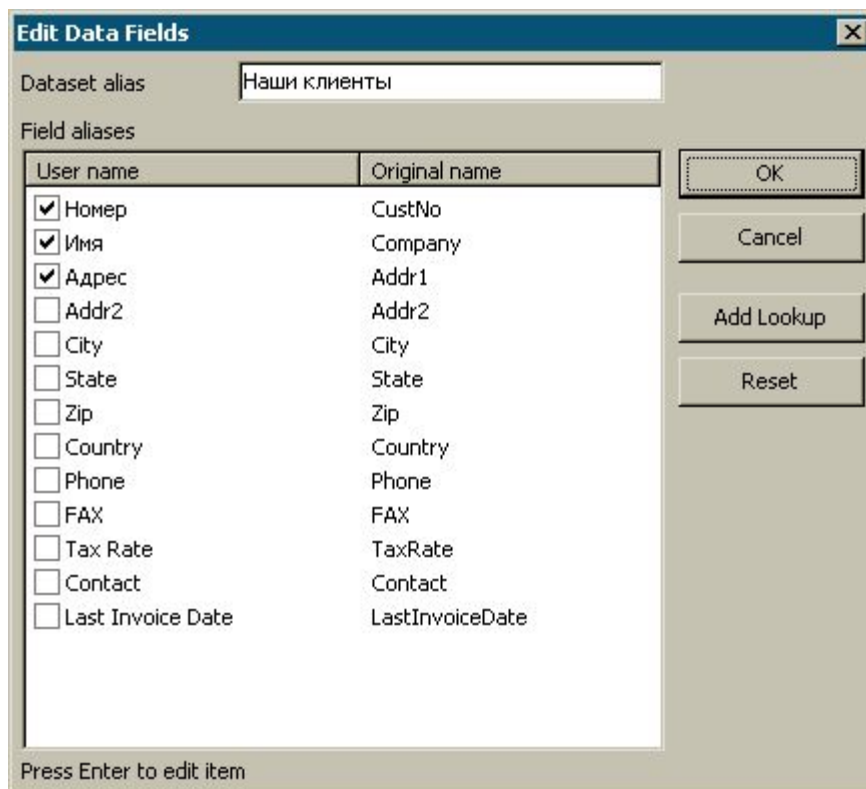 Edit Data Fields
Dataset alias Наши клиенты
Field aliases
User name Original name
Номер CustNo
Имя Company
Адрес Addr1
Addr2 Addr2
City City
State State
Zip Zip
Country Country
Phone Phone
FAX FAX
Tax Rate TaxRate
Contact Contact
Last Invoice Date LastInvoiceDate
OK
Cancel
Add Lookup
Reset
Press Enter to edit item